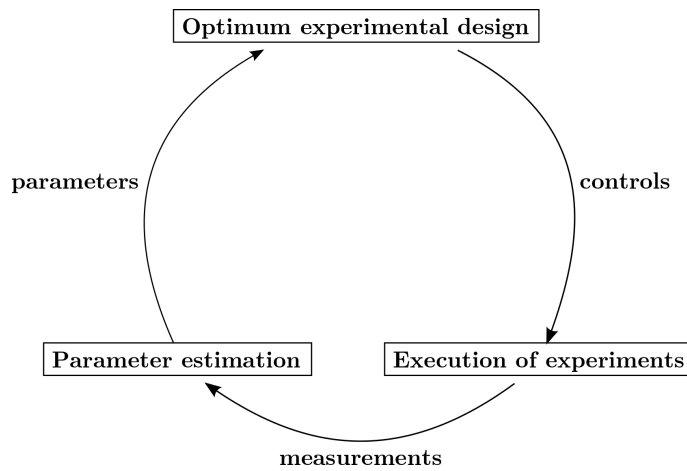 Optimum experimental design
parameters
controls
Parameter estimation
Execution of experiments
measurements